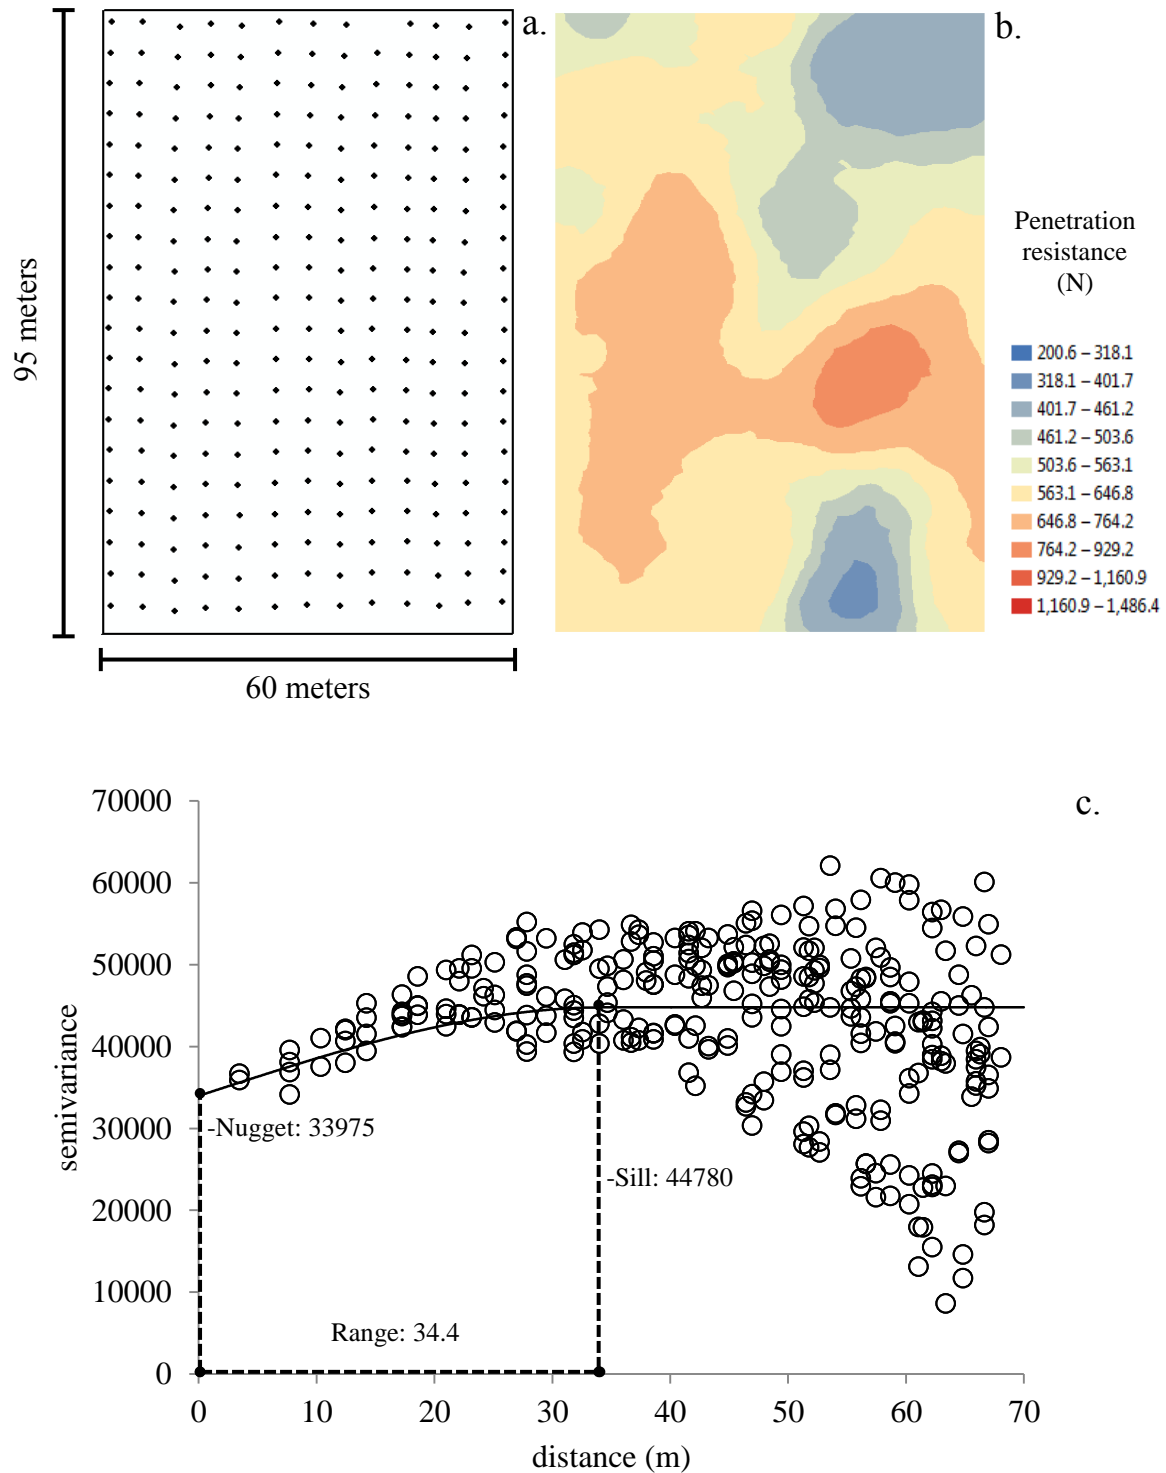 a.
b.
95 meters
60 meters
Penetration
resistance
(N)
200.6 – 318.1
318.1 – 401.7
401.7 – 461.2
461.2 – 503.6
503.6 – 563.1
563.1 – 646.8
646.8 – 764.2
764.2 – 929.2
929.2 – 1,160.9
1,160.9 – 1,486.4
c.
70000
60000
50000
40000
30000
20000
10000
0
semivariance
-Nugget: 33975
-Sill: 44780
Range: 34.4
0 10 20 30 40 50 60 70
distance (m)